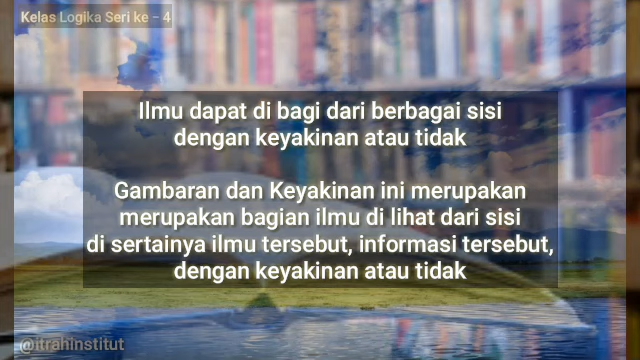 Kelas Logika Seri ke - 4
Ilmu dapat di bagi dari berbagai sisi
dengan keyakinan atau tidak
Gambaran dan Keyakinan ini merupakan
merupakan bagian ilmu di lihat dari sisi
di sertainya ilmu tersebut, informasi tersebut,
dengan keyakinan atau tidak
@itrahinstitut